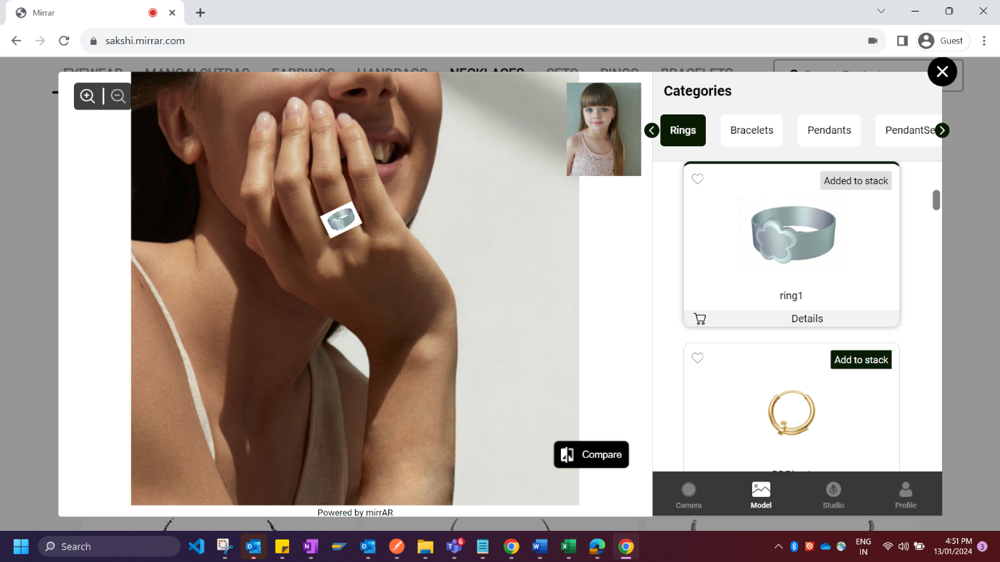 Mirrar
sakshi.mirrar.com
Guest
EYEWEAR MANGALSUTRAS EARRINGS HANDBAGS NECKLACES SETS RINGS BRACELETS
Categories
Rings Bracelets Pendants PendantSe
Added to stack
ring1
Details
Add to stack
Compare
Camera Model Studio Profile
Powered by mirrAR
Search
6
ENG
IN
4:51 PM
13/01/2024
3